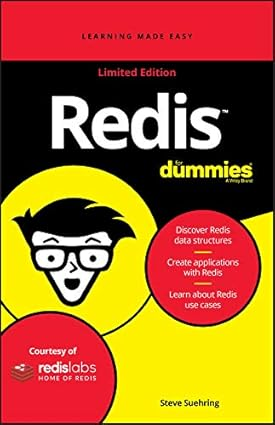 LEARNING MADE EASY
Limited Edition
Redis™
for
dummies®
A Wiley Brand
Discover Redis
data structures
Create applications
with Redis
Learn about Redis
use cases
Courtesy of
redislabs
HOME OF REDIS
Steve Suehring